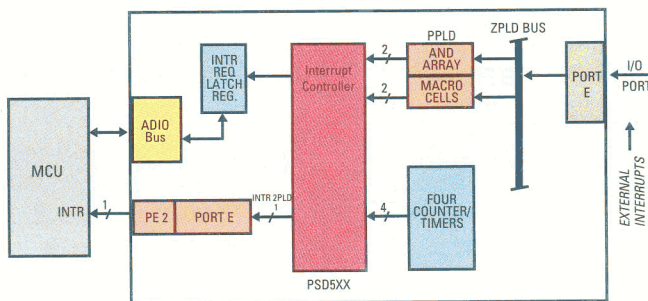 PPLD
ZPLD BUS
INTR
REQ
LATCH
REG.
Interrupt
Controller
2
AND
ARRAY
2
MACRO
CELLS
PORT
E
I/O
PORT
ADIO
Bus
MCU
INTR
1
PE 2
PORT E
INTR 2PLD
1
4
FOUR
COUNTER/
TIMERS
EXTERNAL
INTERRUPTS
PSD5XX